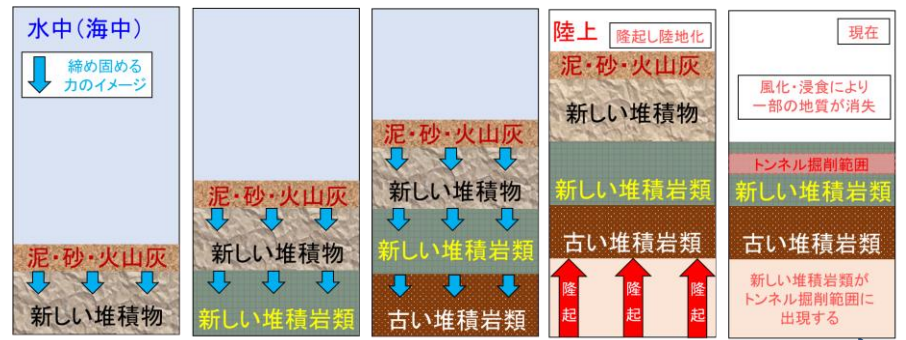 水中(海中)
締め固める
力のイメージ
泥・砂・火山灰
新しい堆積物
泥・砂・火山灰
新しい堆積物
新しい堆積岩類
泥・砂・火山灰
新しい堆積物
新しい堆積岩類
古い堆積岩類
陸上
隆起し陸地化
泥・砂・火山灰
新しい堆積物
新しい堆積岩類
古い堆積岩類
隆起
隆起
隆起
現在
風化・浸食により
一部の地質が消失
トンネル掘削範囲
新しい堆積岩類
古い堆積岩類
新しい堆積岩類が
トンネル掘削範囲に
出現する